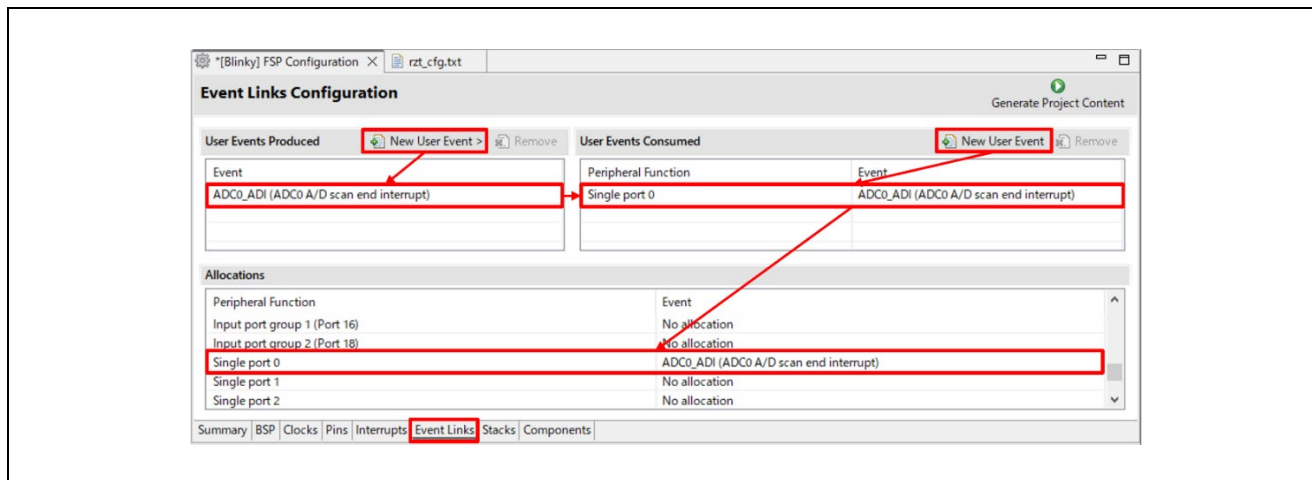 *[Blinky] FSP Configuration
rzt_cfg.txt
Event Links Configuration
Generate Project Content
User Events Produced
New User Event >
Remove
User Events Consumed
New User Event
Remove
Event
Peripheral Function
Event
ADC0_ADI (ADC0 A/D scan end interrupt)
Single port 0
ADC0_ADI (ADC0 A/D scan end interrupt)
Allocations
Peripheral Function
Event
Input port group 1 (Port 16)
No allocation
Input port group 2 (Port 18)
No allocation
Single port 0
ADC0_ADI (ADC0 A/D scan end interrupt)
Single port 1
No allocation
Single port 2
No allocation
Summary BSP Clocks Pins Interrupts Event Links Stacks Components